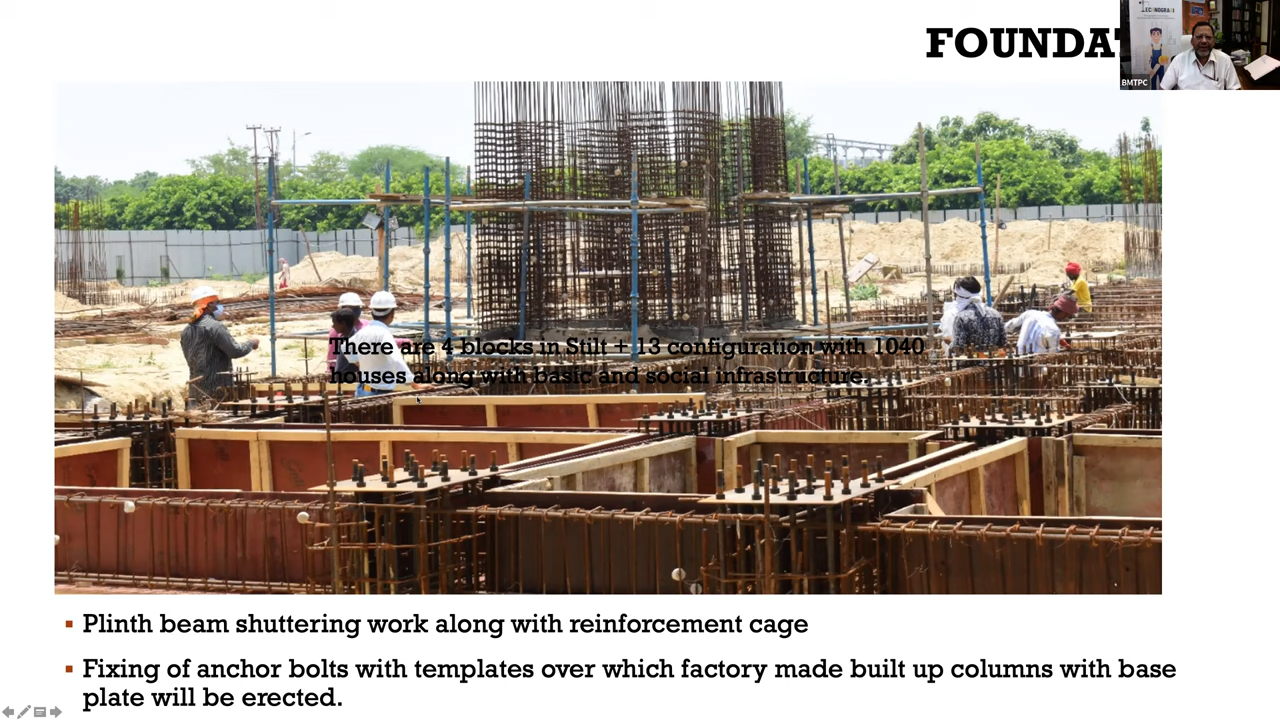 FOUNDAT
BMTPC
There are 4 blocks in Stilt + 13 configuration with 1040
houses along with basic and social infrastructure.
▪ Plinth beam shuttering work along with reinforcement cage
▪ Fixing of anchor bolts with templates over which factory made built up columns with base
plate will be erected.